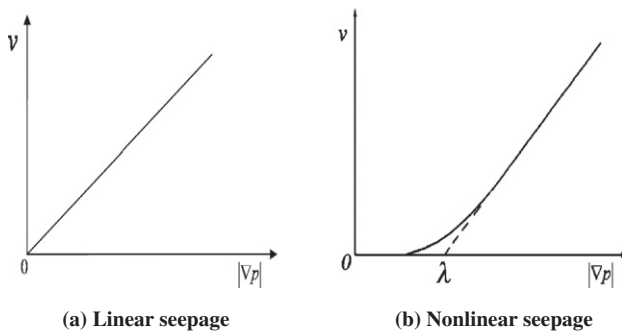 v
0
|∇p|
(a) Linear seepage
v
0
λ
|∇p|
(b) Nonlinear seepage